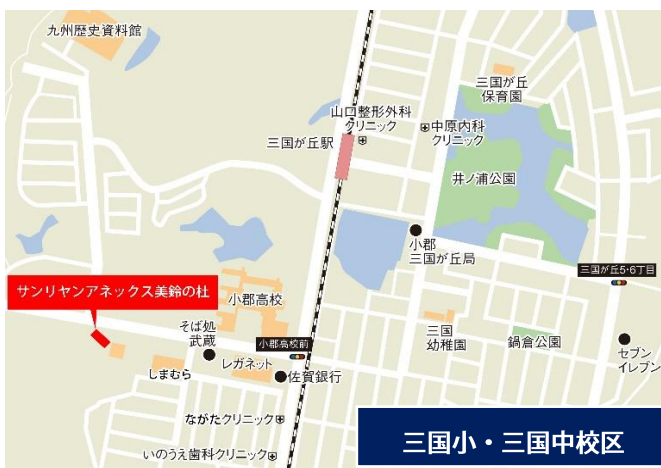 九州歴史資料館
三国が丘
保育園
山口整形外科
クリニック
中原内科
クリニック
三国が丘駅
井ノ浦公園
小郡
三国が丘局
三国が丘5・6丁目
サンリヤンアネックス美鈴の杜
小郡高校
そば処
武蔵
小郡高校前
三国
幼稚園
鍋倉公園
セブン
イレブン
レガネット
しまむら
佐賀銀行
ながたクリニック
いのうえ歯科クリニック
三国小・三国中校区